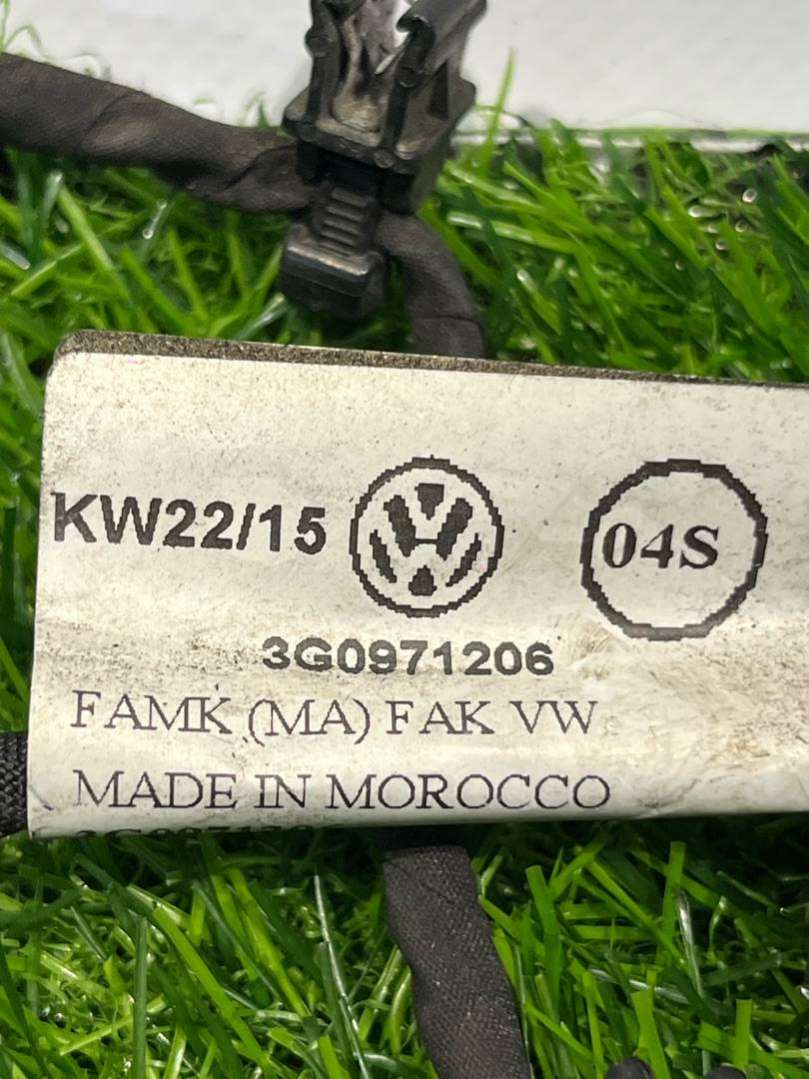 KW22/15 04S
3G0971206
FAMK (MA) FAK VW
MADE IN MOROCCO